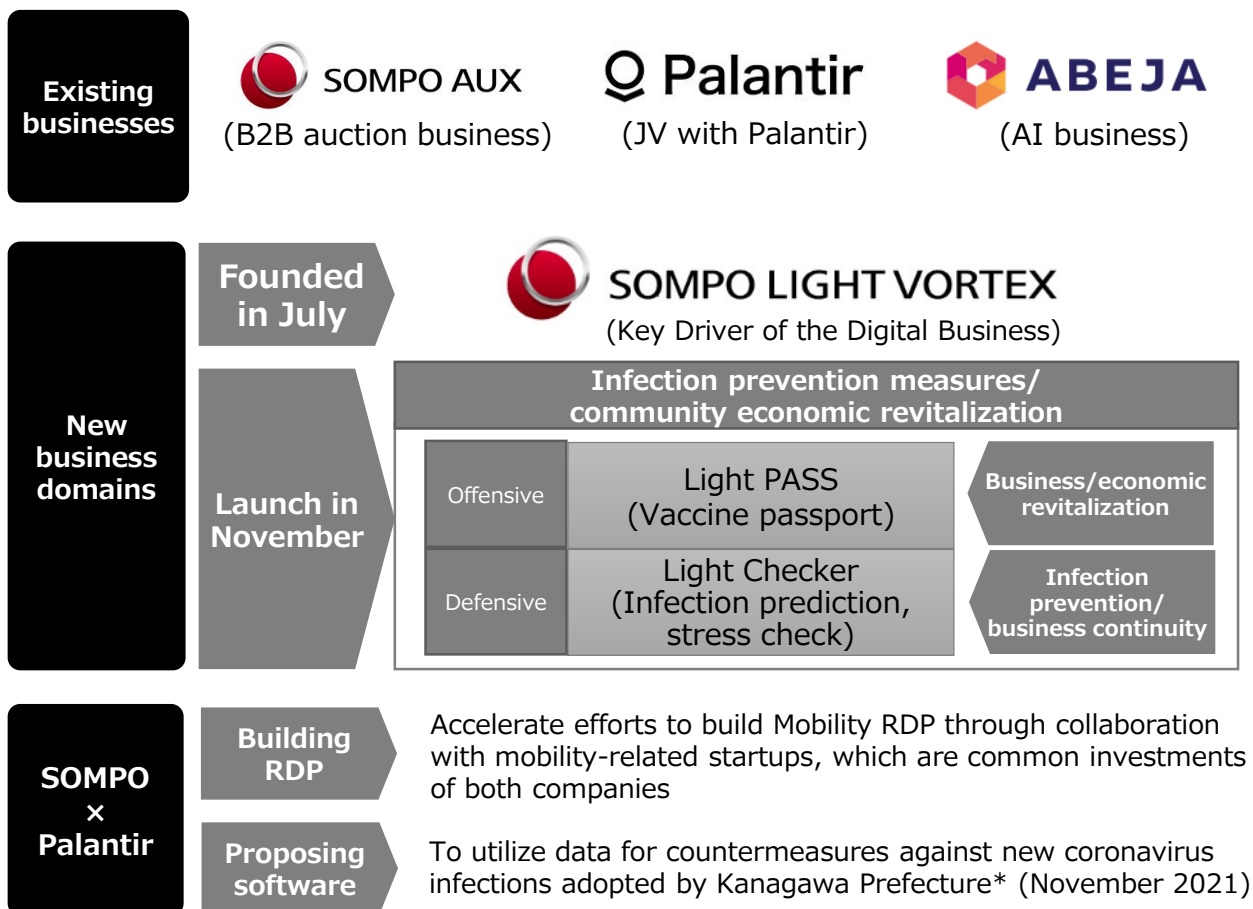 Existing
businesses
SOMPO AUX
(B2B auction business)
Palantir
(JV with Palantir)
ABEJA
(AI business)
New
business
domains
Founded
in July
SOMPO LIGHT VORTEX
(Key Driver of the Digital Business)
Launch in
November
Infection prevention measures/
community economic revitalization
Offensive
Light PASS
(Vaccine passport)
Business/economic
revitalization
Defensive
Light Checker
(Infection prediction,
stress check)
Infection
prevention/
business continuity
SOMPO
×
Palantir
Building
RDP
Accelerate efforts to build Mobility RDP through collaboration
with mobility-related startups, which are common investments
of both companies
Proposing
software
To utilize data for countermeasures against new coronavirus
infections adopted by Kanagawa Prefecture* (November 2021)